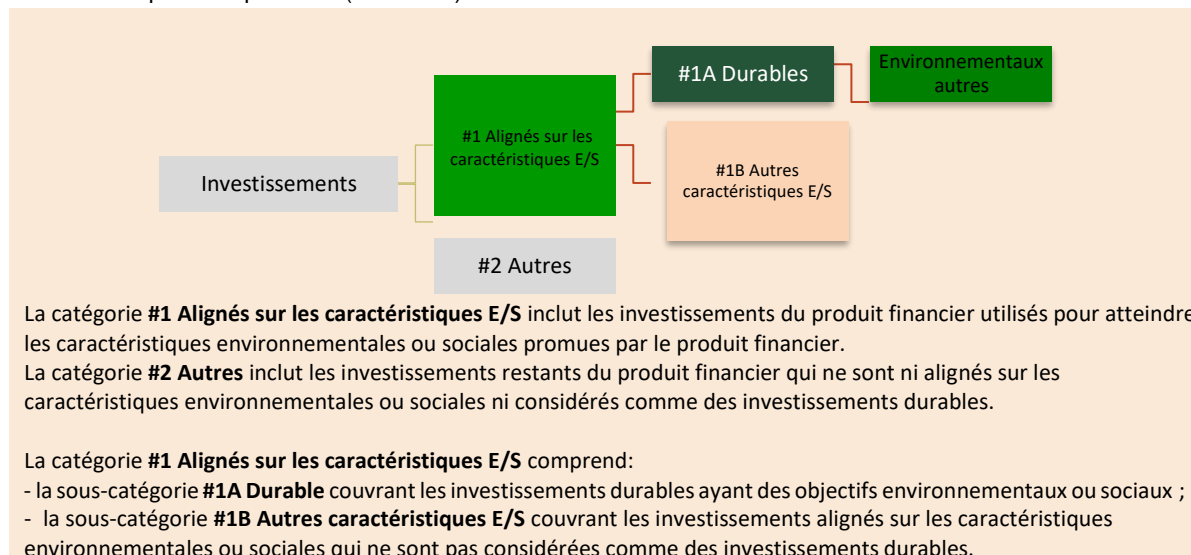 #1A Durables
Environnementaux
autres
#1 Alignés sur les
caractéristiques E/S
#1B Autres
caractéristiques E/S
Investissements
#2 Autres
La catégorie #1 Alignés sur les caractéristiques E/S inclut les investissements du produit financier utilisés pour atteindre
les caractéristiques environnementales ou sociales promues par le produit financier.
La catégorie #2 Autres inclut les investissements restants du produit financier qui ne sont ni alignés sur les
caractéristiques environnementales ou sociales ni considérés comme des investissements durables.
La catégorie #1 Alignés sur les caractéristiques E/S comprend:
- la sous-catégorie #1A Durable couvrant les investissements durables ayant des objectifs environnementaux ou sociaux ;
- la sous-catégorie #1B Autres caractéristiques E/S couvrant les investissements alignés sur les caractéristiques
environnementales ou sociales qui ne sont pas considérées comme des investissements durables.